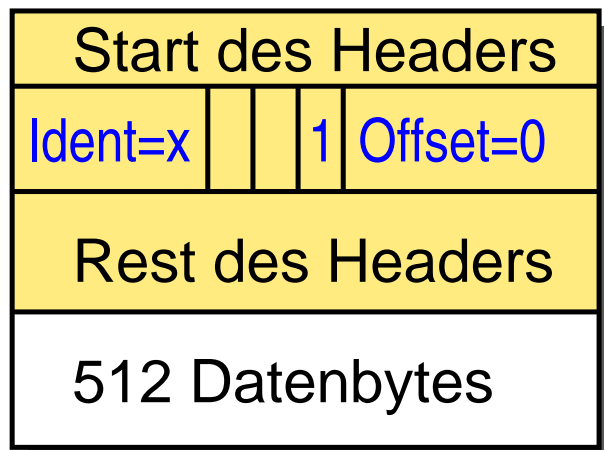 Start des Headers
Ident=x 1 Offset=0
Rest des Headers
512 Datenbytes